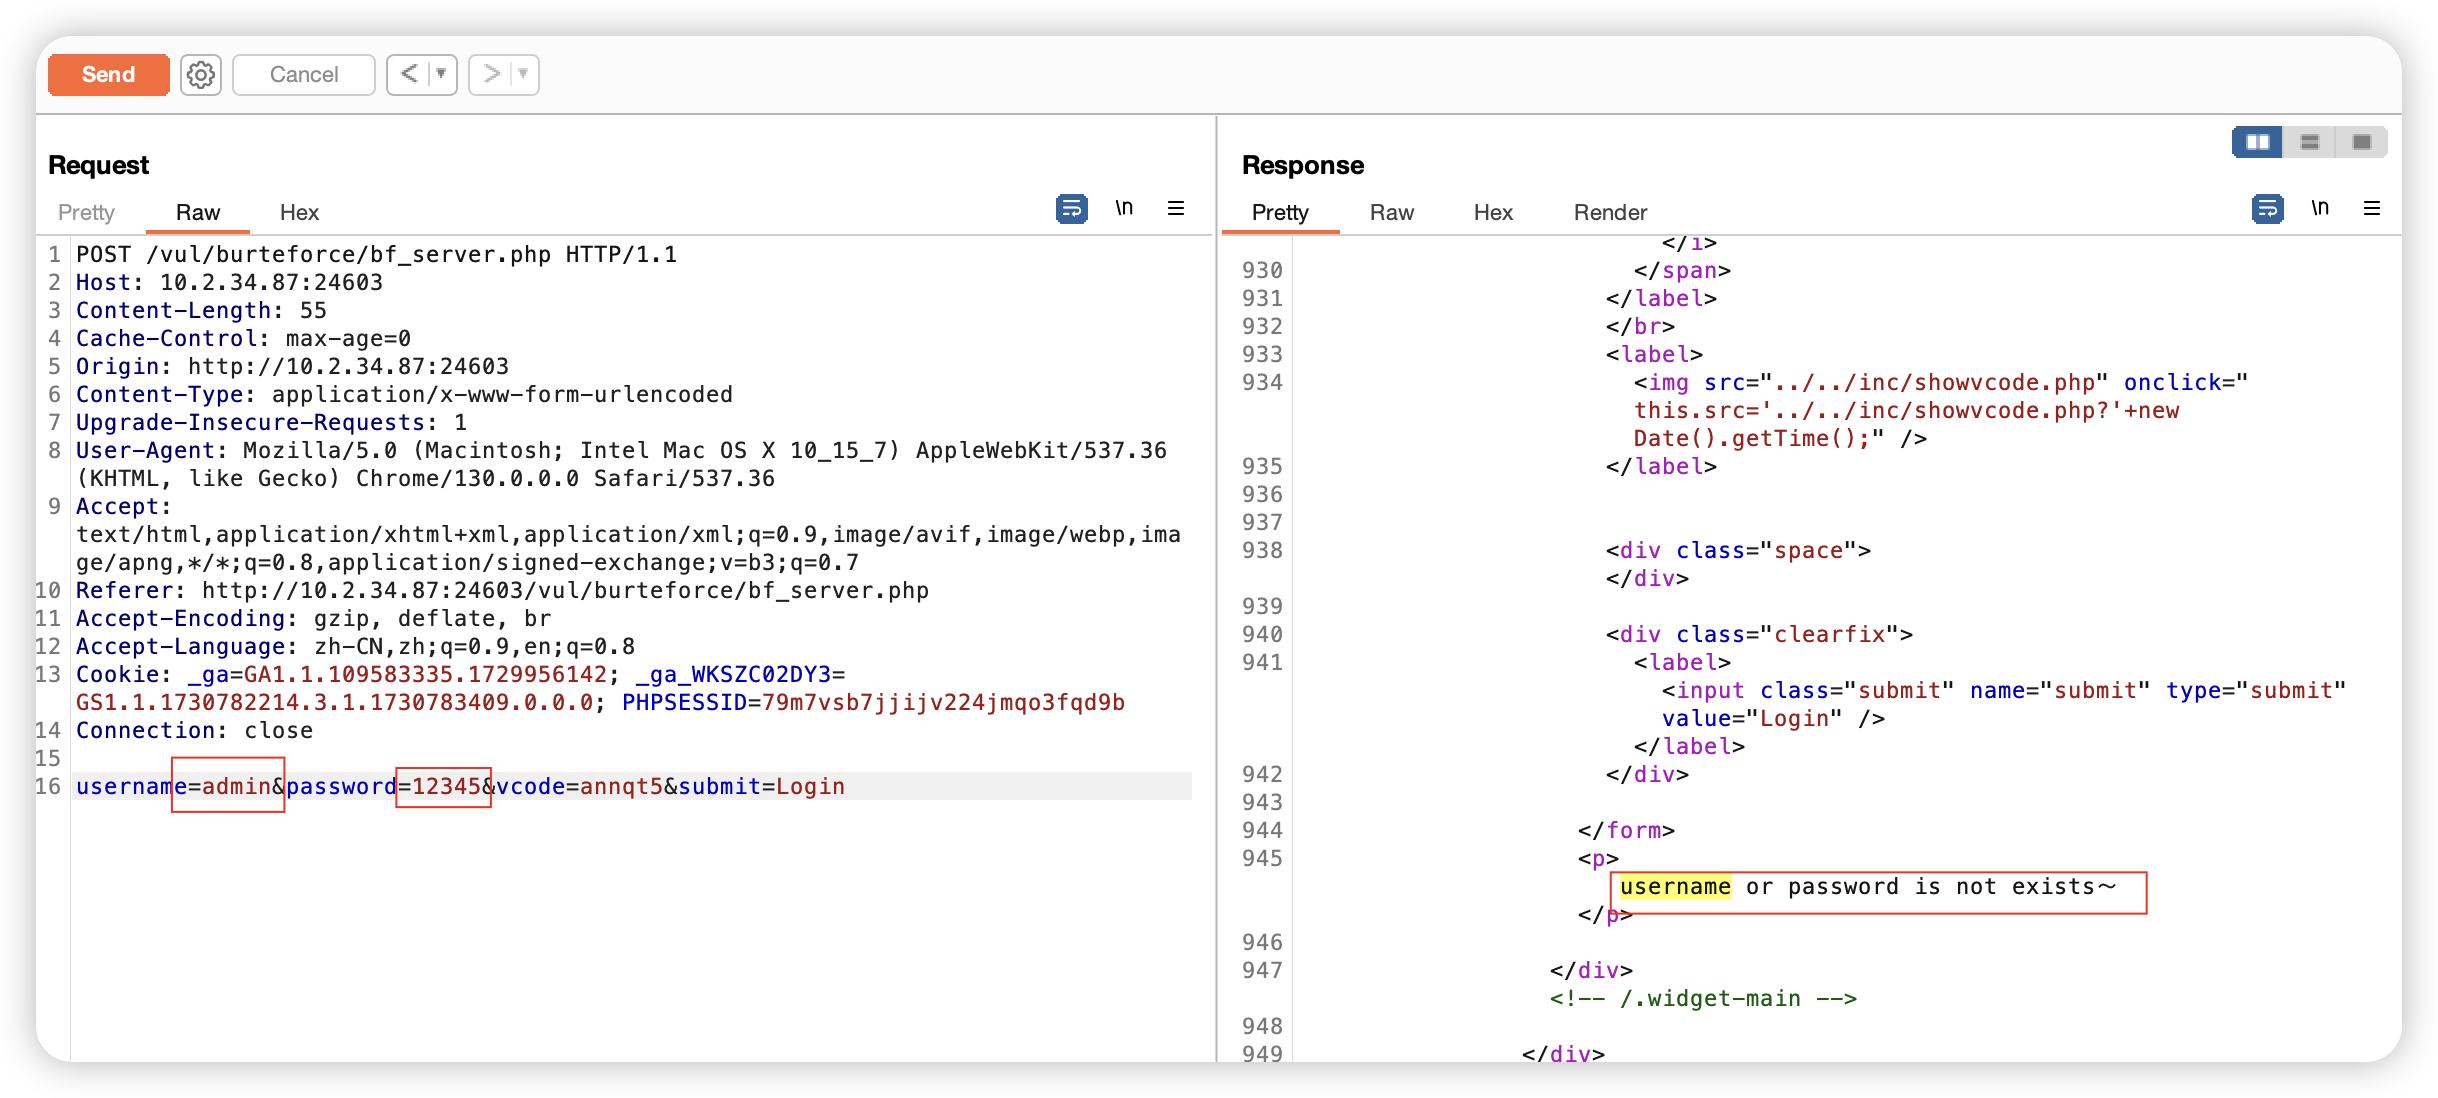 Send
Cancel
Request
Pretty Raw Hex
\n
1 POST /vul/burteforce/bf_server.php HTTP/1.1
2 Host: 10.2.34.87:24603
3 Content-Length: 55
4 Cache-Control: max-age=0
5 Origin: http://10.2.34.87:24603
6 Content-Type: application/x-www-form-urlencoded
7 Upgrade-Insecure-Requests: 1
8 User-Agent: Mozilla/5.0 (Macintosh; Intel Mac OS X 10_15_7) AppleWebKit/537.36
(KHTML, like Gecko) Chrome/130.0.0.0 Safari/537.36
9 Accept:
text/html,application/xhtml+xml,application/xml;q=0.9,image/avif,image/webp,ima
ge/apng,*/*;q=0.8,application/signed-exchange;v=b3;q=0.7
10 Referer: http://10.2.34.87:24603/vul/burteforce/bf_server.php
11 Accept-Encoding: gzip, deflate, br
12 Accept-Language: zh-CN,zh;q=0.9,en;q=0.8
13 Cookie: _ga=GA1.1.109583335.1729956142; _ga_WKSZC02DY3=
GS1.1.1730782214.3.1.1730783409.0.0.0; PHPSESSID=79m7vsb7jjijv224jmqo3fqd9b
14 Connection: close
15
16 username=admin&password=12345&vcode=annqt5&submit=Login
Response
Pretty Raw Hex Render
\n
</i>
930 </span>
931 </label>
932 </br>
933 <label>
934 <img src="../../inc/showvcode.php" onclick="
this.src='../../inc/showvcode.php?'+new
Date().getTime();" />
935 </label>
936
937
938 <div class="space">
</div>
939
940 <div class="clearfix">
941 <label>
<input class="submit" name="submit" type="submit"
value="Login" />
</label>
942 </div>
943
944 </form>
945 <p>
username or password is not exists～
</p>
946
947 </div>
<!-- /.widget-main -->
948
949 </div>